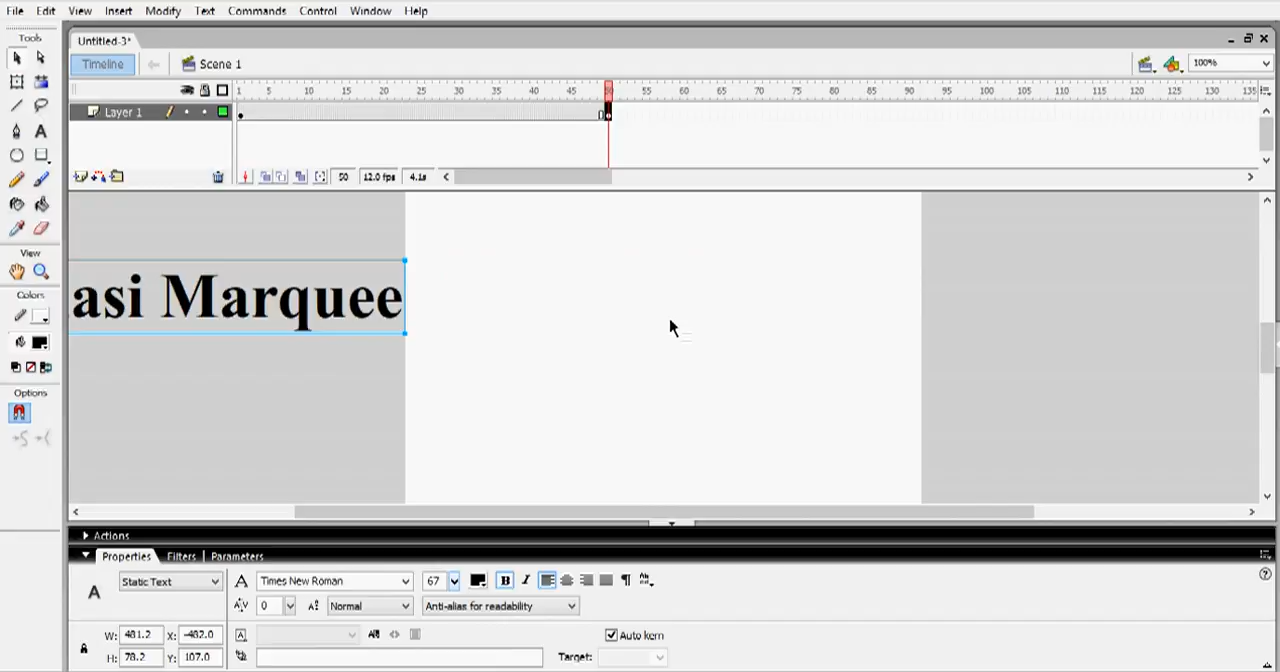 File Edit View Insert Modify Text Commands Control Window Help
Tools
Untitled-3*
Timeline Scene 1 100%
1 5 10 15 20 25 30 35 40 45 50 55 60 65 70 75 80 85 90 95 100 105 110 115 120 125 130 135
Layer 1
50 12.0 fps 4.1s
View
Colors
Options
asi Marquee
Actions
Properties Filters Parameters
A Static Text A Times New Roman 67 B I
A/V 0 Normal Anti-alias for readability
W: 481.2 X: -482.0 Auto kern
H: 78.2 Y: 107.0 Target: